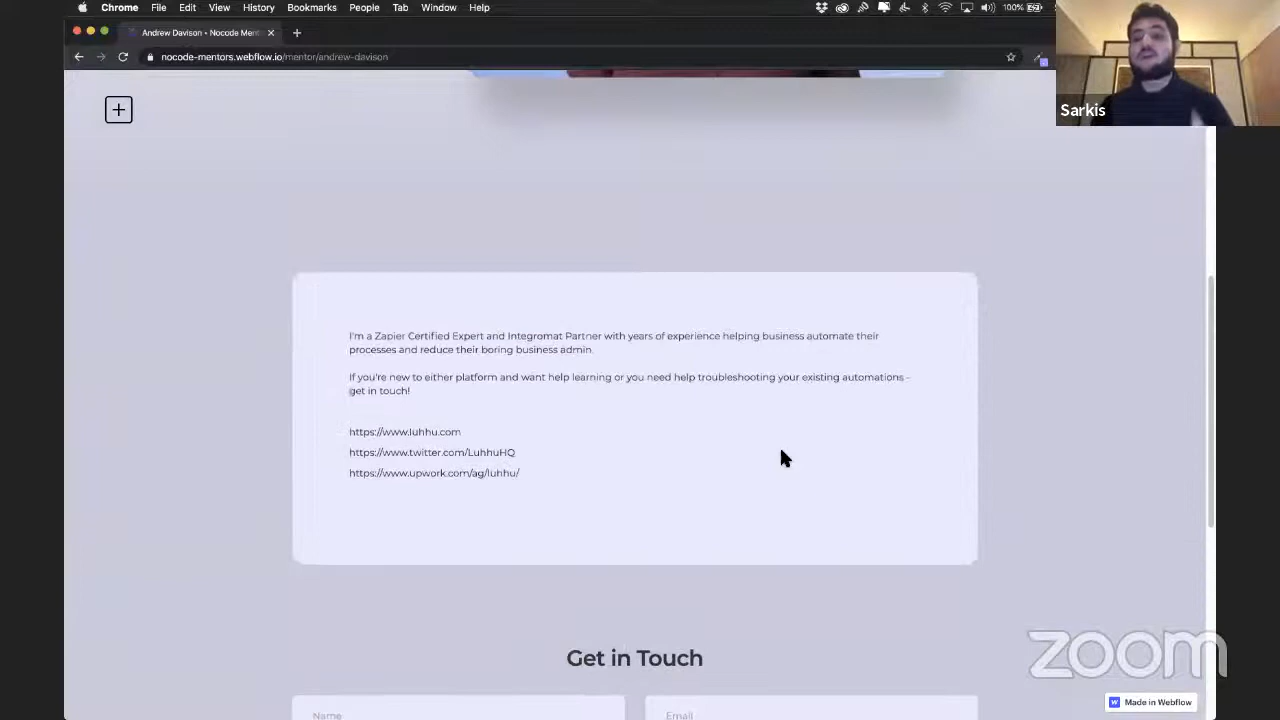 Chrome File Edit View History Bookmarks People Tab Window Help
100%
Andrew Davison • Nocode Ment
nocode-mentors.webflow.io/mentor/andrew-davison
Sarkis
I'm a Zapier Certified Expert and Integromat Partner with years of experience helping business automate their
processes and reduce their boring business admin.
If you're new to either platform and want help learning or you need help troubleshooting your existing automations –
get in touch!
https://www.luhhu.com
https://www.twitter.com/LuhhuHQ
https://www.upwork.com/ag/luhhu/
Get in Touch
Name Email
zoom
Made in Webflow